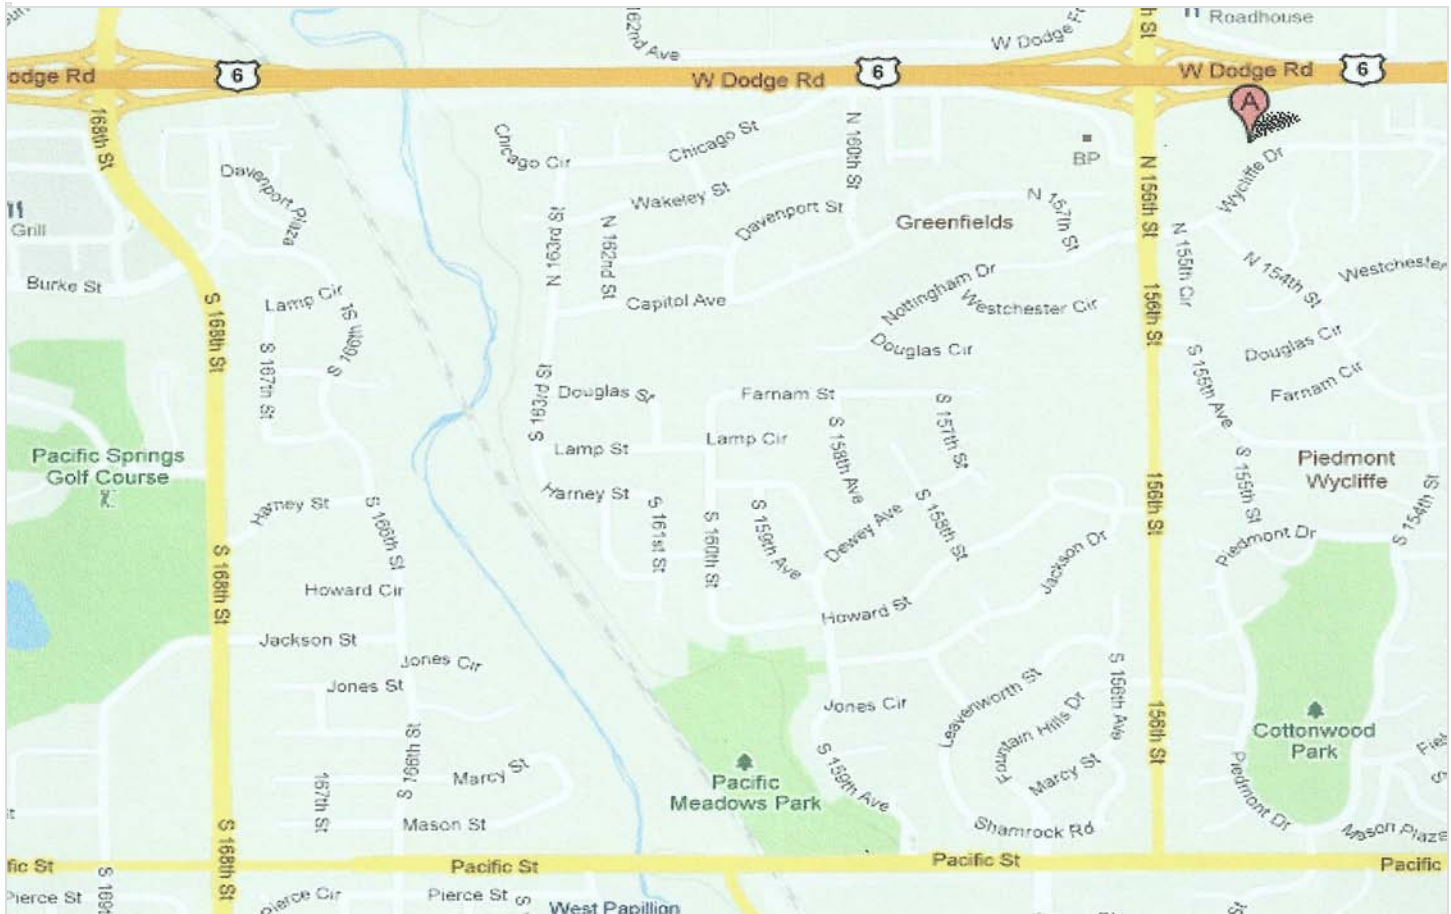 162nd Ave
W Dodge Fr
Roadhouse
odge Rd
6
W Dodge Rd
6
W Dodge Rd
6
A
168th St
Chicago Cir
Chicago St
N 160th St
BP
N 156th St
Wycliffe Dr
Davenport Plaza
Wakeley St
Davenport St
Greenfields
N 157th St
Grill
N 163rd St
N 162nd St
N 155th Cir
N 154th St
Westchester
Burke St
Lamp Cir
S 166th St
S 168th St
Capitol Ave
Nottingham Dr
Westchester Cir
156th St
S 167th St
Douglas Cir
Douglas Cir
Farnam Cir
S 163rd St
Douglas St
Farnam St
S 157th St
S 155th Ave
Pacific Springs
Golf Course
Lamp St
Lamp Cir
S 158th Ave
Piedmont
Wycliffe
Harney St
S 166th St
Harney St
S 161st St
S 160th St
S 159th Ave
Dewey Ave
S 158th St
156th St
S 155th St
S 154th St
Piedmont Dr
S 168th St
Howard Cir
Howard St
Jackson Dr
Jackson St
Jones Cir
Jones St
Jones Cir
Leavenworth St
Fountain Hills Dr
S 156th Ave
156th St
Cottonwood
Park
S 166th St
Marcy St
Pacific
Meadows Park
S 159th Ave
Marcy St
Piedmont Dr
167th St
Mason St
Shamrock Rd
Mason Plaza
S 168th St
fic St
Pacific St
Pacific St
Pacific
Pierce St
S 169
Pierce Cir
Pierce St
West Papillion